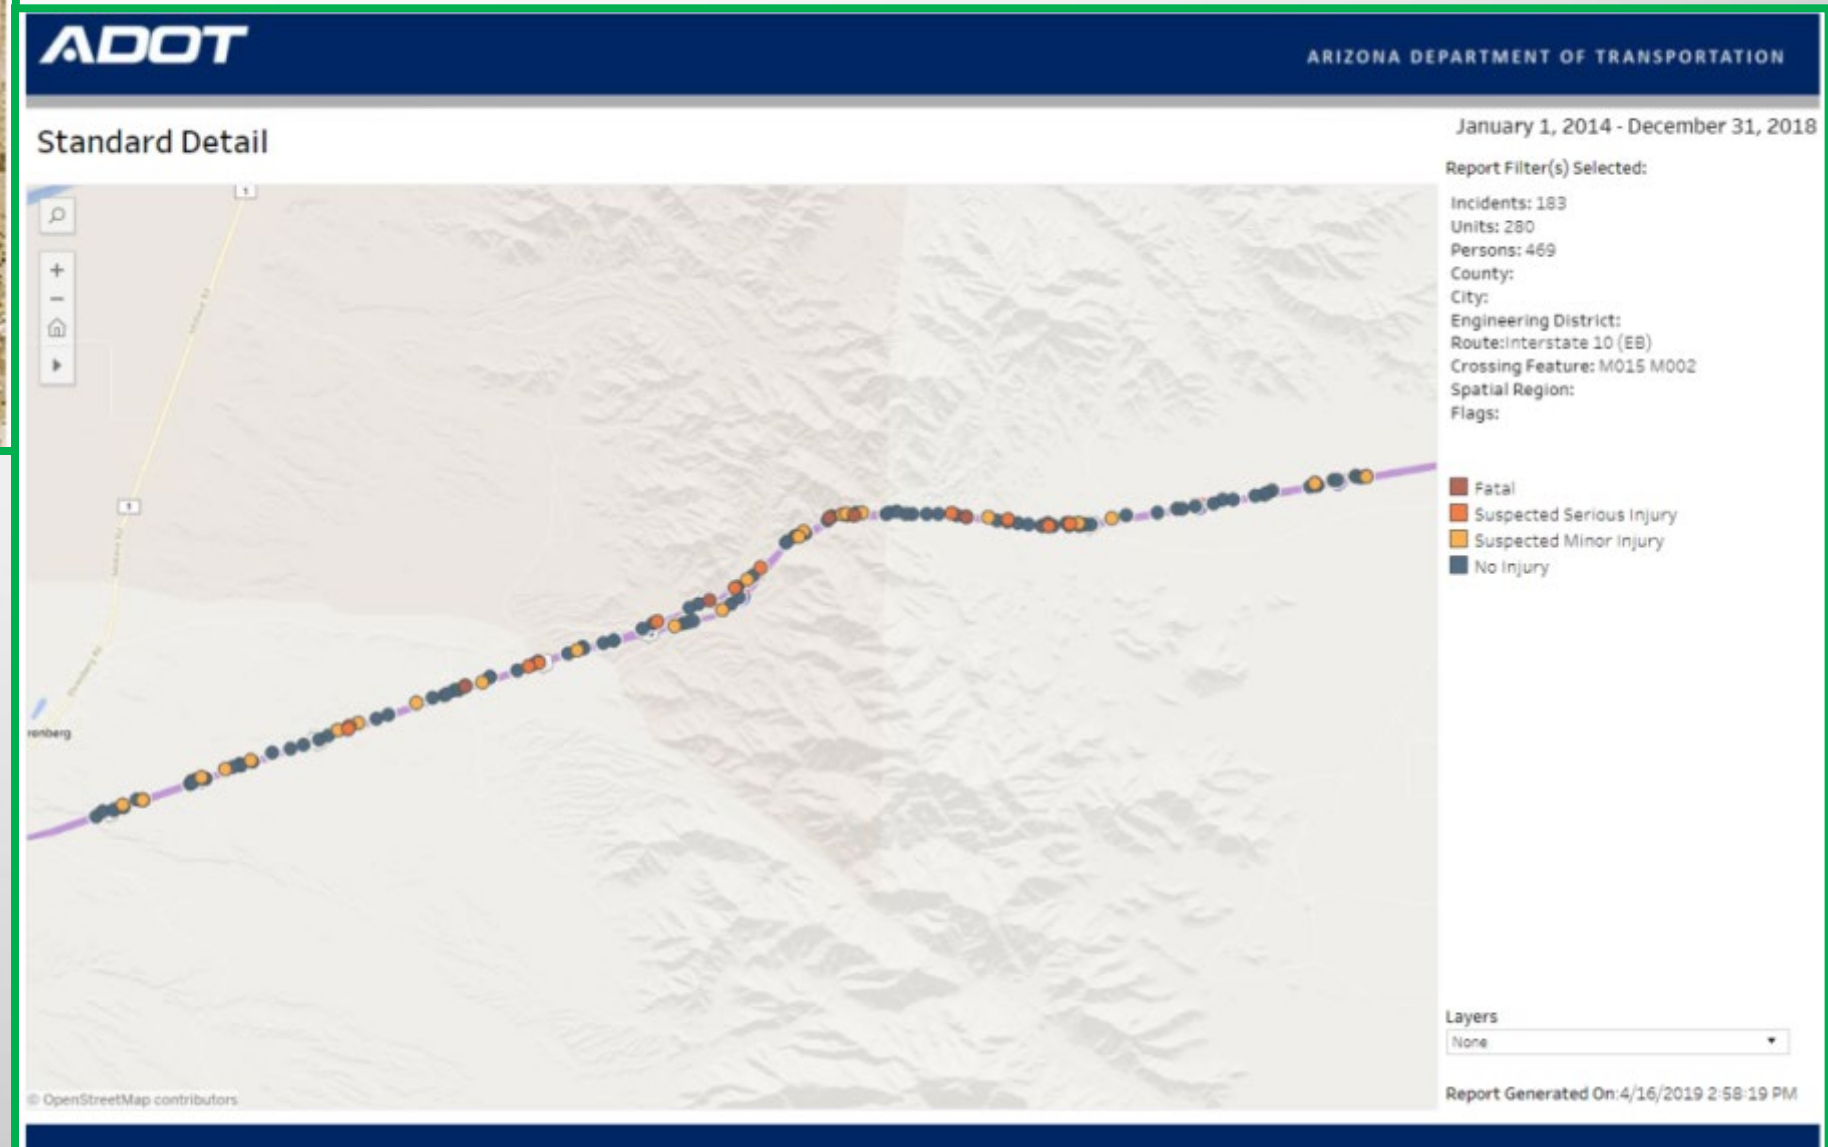 ADOT
ARIZONA DEPARTMENT OF TRANSPORTATION
Standard Detail
January 1, 2014 - December 31, 2018
Report Filter(s) Selected:
Incidents: 183
Units: 280
Persons: 469
County:
City:
Engineering District:
Route:Interstate 10 (EB)
Crossing Feature: M015 M002
Spatial Region:
Flags:
1
1
renberg
Fatal
Suspected Serious Injury
Suspected Minor Injury
No Injury
Layers
None
© OpenStreetMap contributors
Report Generated On:4/16/2019 2:58:19 PM